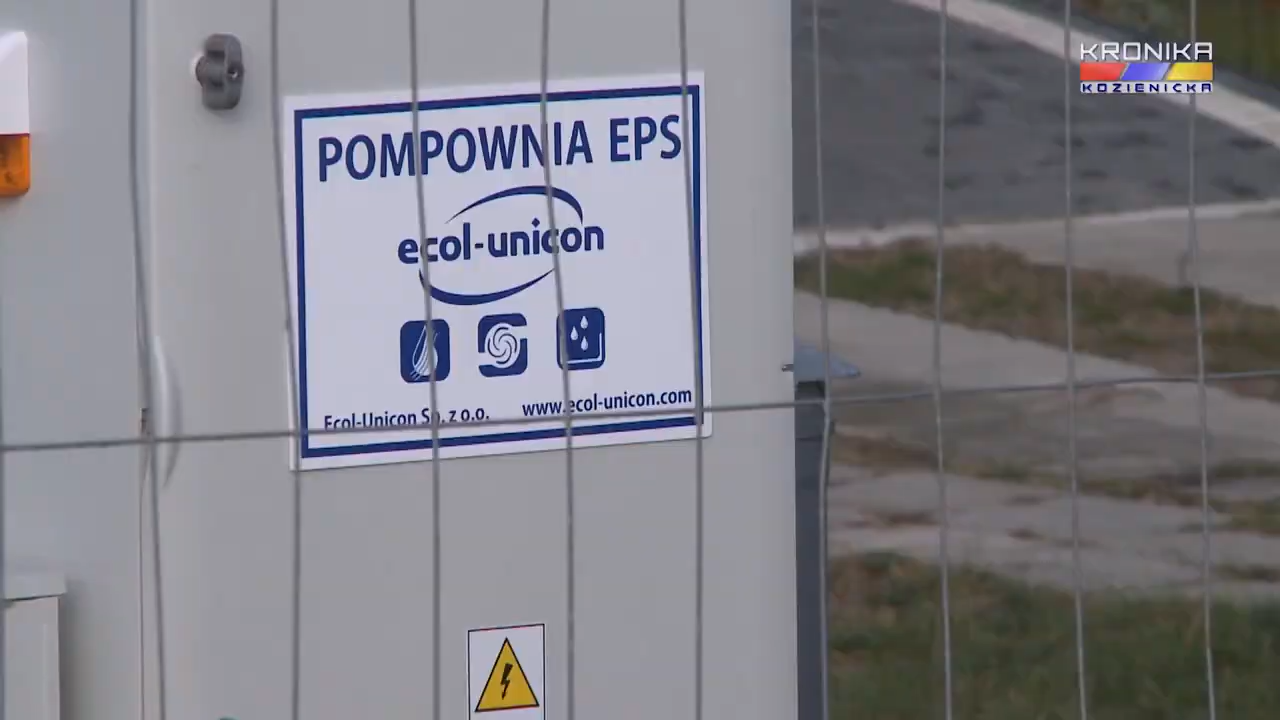 KRONIKA
KOZIENICKA
POMPOWNIA EPS
ecol-unicon
Ecol-Unicon Sp. z o.o. www.ecol-unicon.com